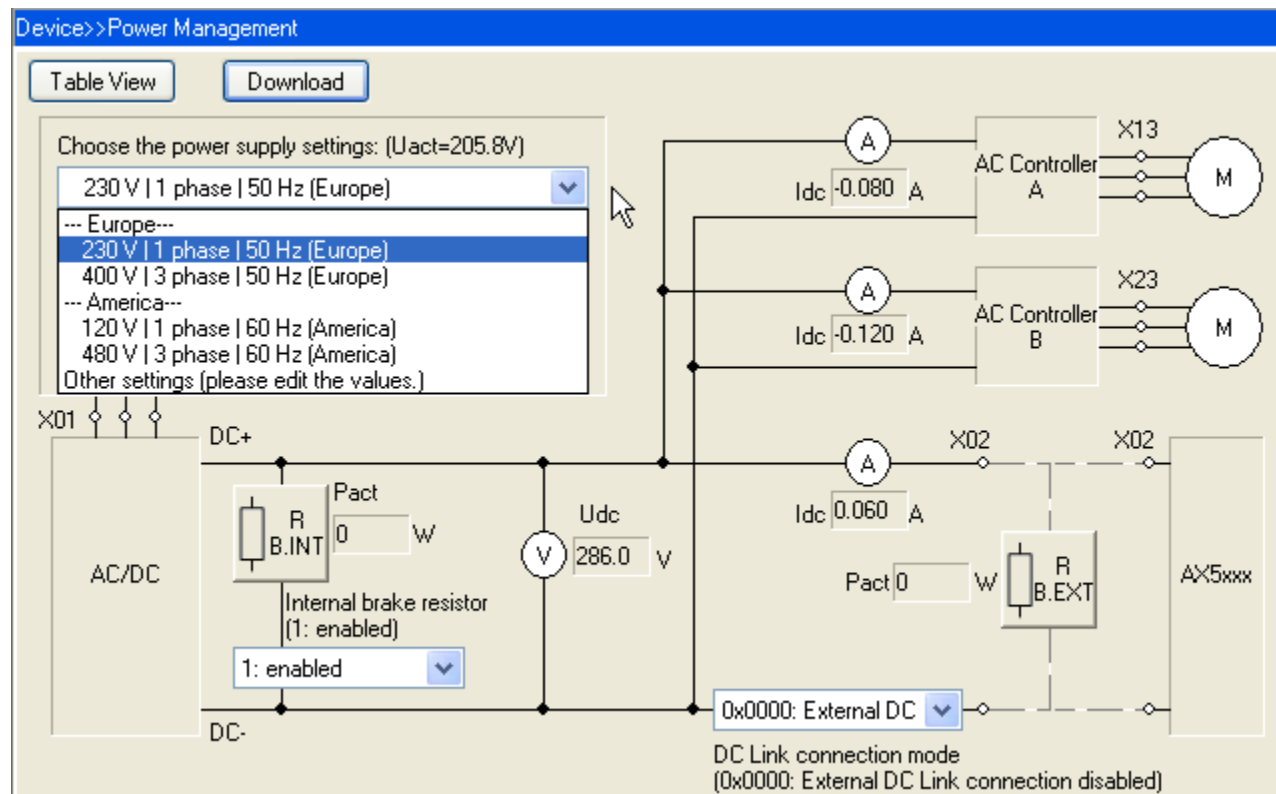 Device>>Power Management
Table View
Download
Choose the power supply settings: (Uact=205.8V)
230 V | 1 phase | 50 Hz (Europe)
--- Europe---
230 V | 1 phase | 50 Hz (Europe)
400 V | 3 phase | 50 Hz (Europe)
--- America---
120 V | 1 phase | 60 Hz (America)
480 V | 3 phase | 60 Hz (America)
Other settings (please edit the values.)
A
Idc -0.080 A
AC Controller
A
X13
M
A
Idc -0.120 A
AC Controller
B
X23
M
X01
DC+
AC/DC
R
B.INT
Pact
0 W
Internal brake resistor
(1: enabled)
1: enabled
DC-
V
Udc
286.0 V
A
Idc 0.060 A
X02
X02
Pact 0 W
R
B.EXT
AX5xxx
0x0000: External DC
DC Link connection mode
(0x0000: External DC Link connection disabled)